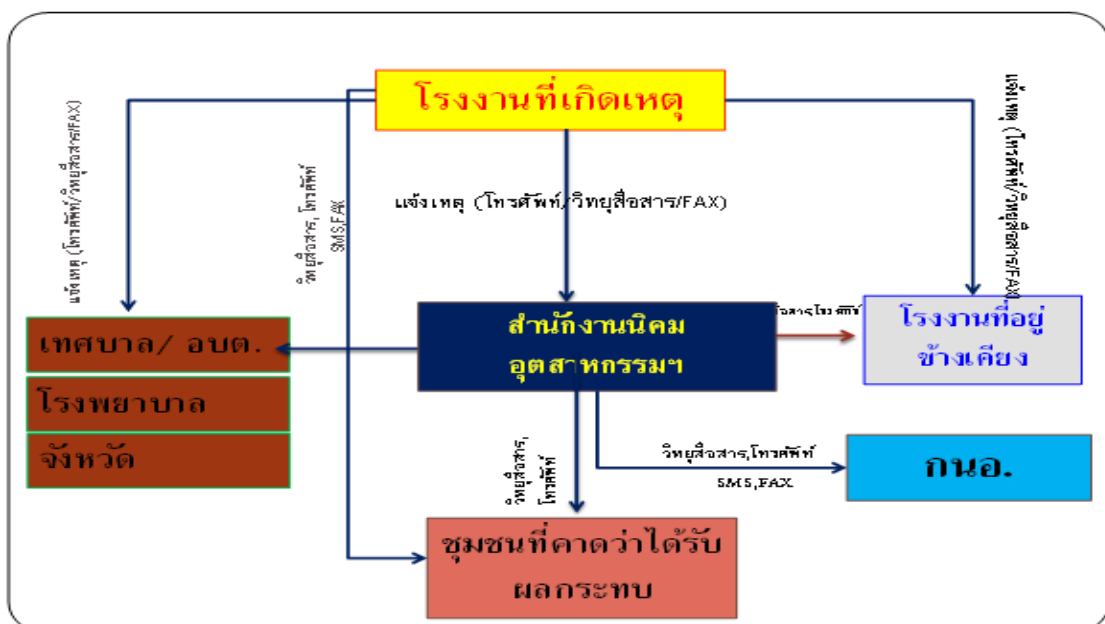 โรงงานที่เกิดเหตุ
แจ้งเหตุ (โทรศัพท์/วิทยุสื่อสาร/FAX)
วิทยุสื่อสาร, โทรศัพท์
SMS,FAX
แจ้งเหตุ (โทรศัพท์/วิทยุสื่อสาร/FAX)
แจ้งเหตุ (โทรศัพท์/วิทยุสื่อสาร/FAX)
สำนักงานนิคม
อุตสาหกรรมฯ
โรงงานที่อยู่
ข้างเคียง
เทศบาล/ อบต.
โรงพยาบาล
จังหวัด
วิทยุสื่อสาร,
โทรศัพท์
วิทยุสื่อสาร,โทรศัพท์
SMS,FAX
กนอ.
ชุมชนที่คาดว่าได้รับ
ผลกระทบ